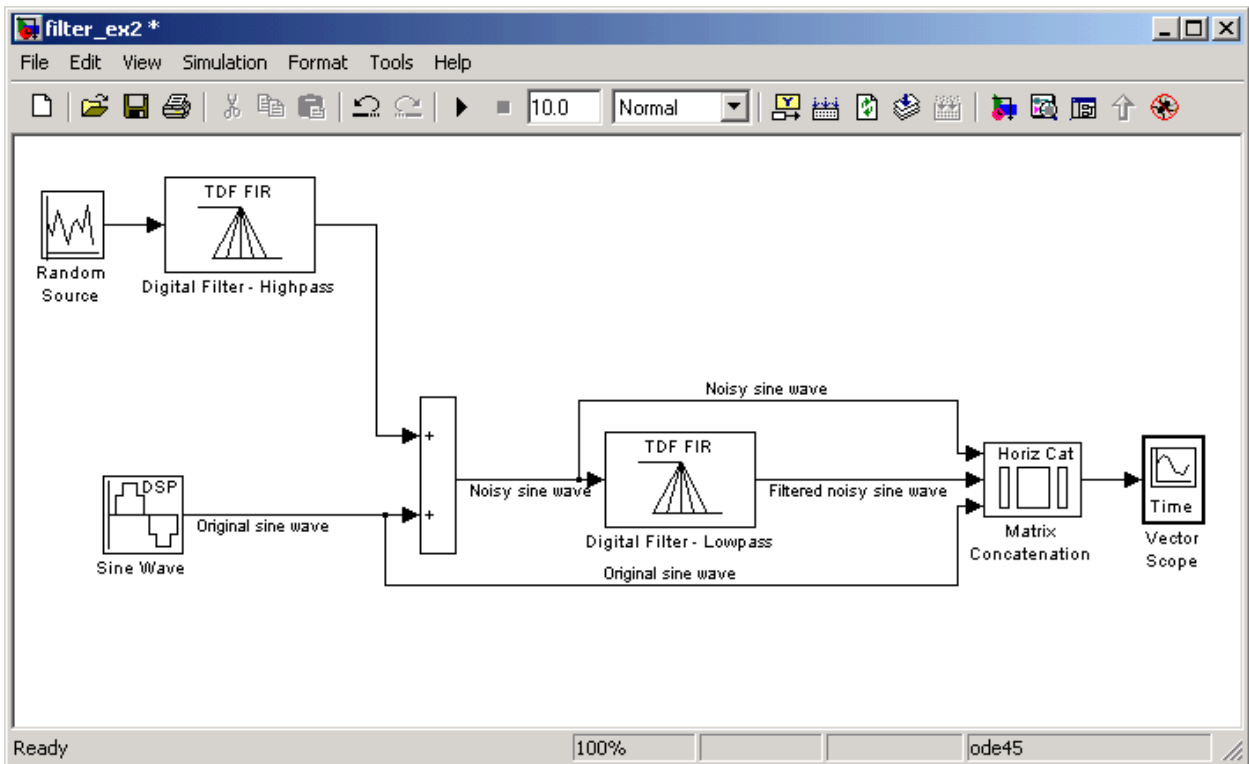 filter_ex2 *
File Edit View Simulation Format Tools Help
10.0 Normal
TDF FIR
Random
Source
Digital Filter - Highpass
Noisy sine wave
+
TDF FIR
Horiz Cat
DSP
Noisy sine wave
Filtered noisy sine wave
Time
+
Original sine wave
Sine Wave
Digital Filter - Lowpass
Matrix
Concatenation
Vector
Scope
Original sine wave
Ready 100% ode45